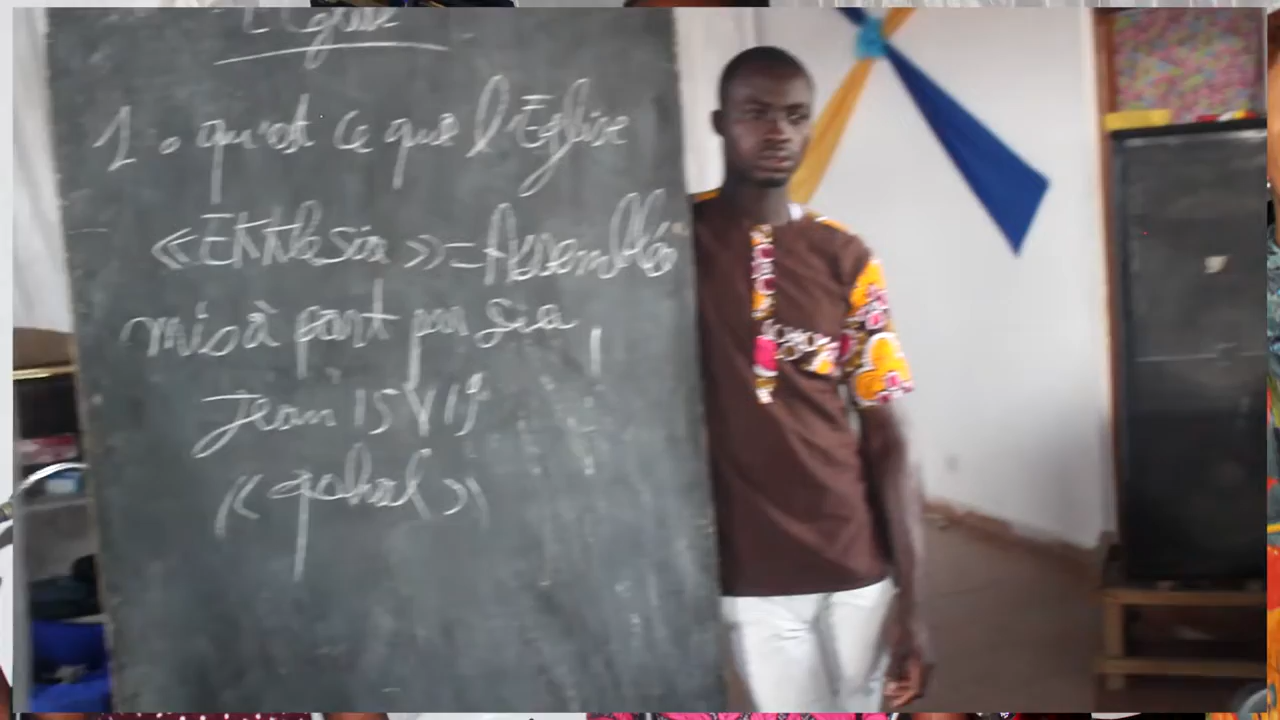 L'Eglise
1. qu'est ce que l'Eglise
«EKKlesia»=Assemblée
mis à part par Dieu
Jean 15 V 19
«qahal»